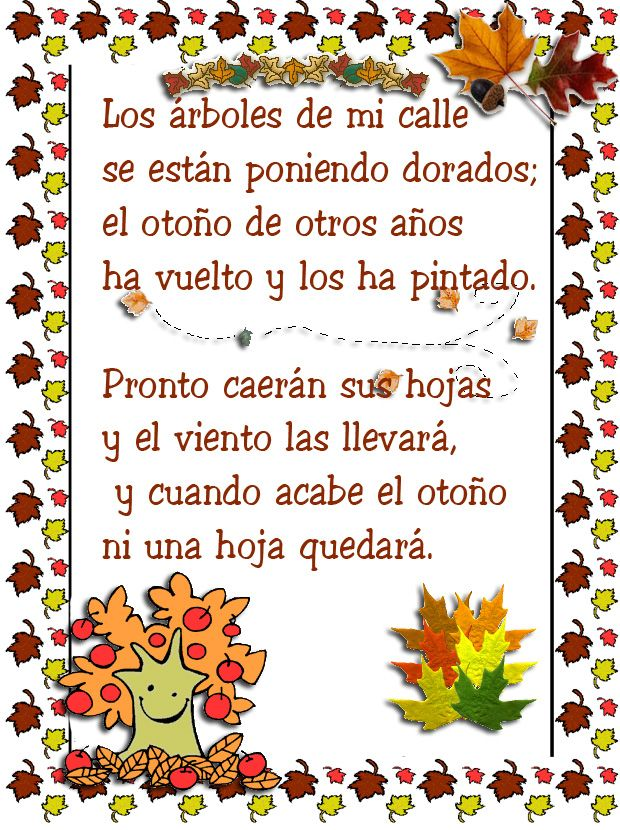 Los árboles de mi calle
se están poniendo dorados;
el otoño de otros años
ha vuelto y los ha pintado.
Pronto caerán sus hojas
y el viento las llevará,
y cuando acabe el otoño
ni una hoja quedará.